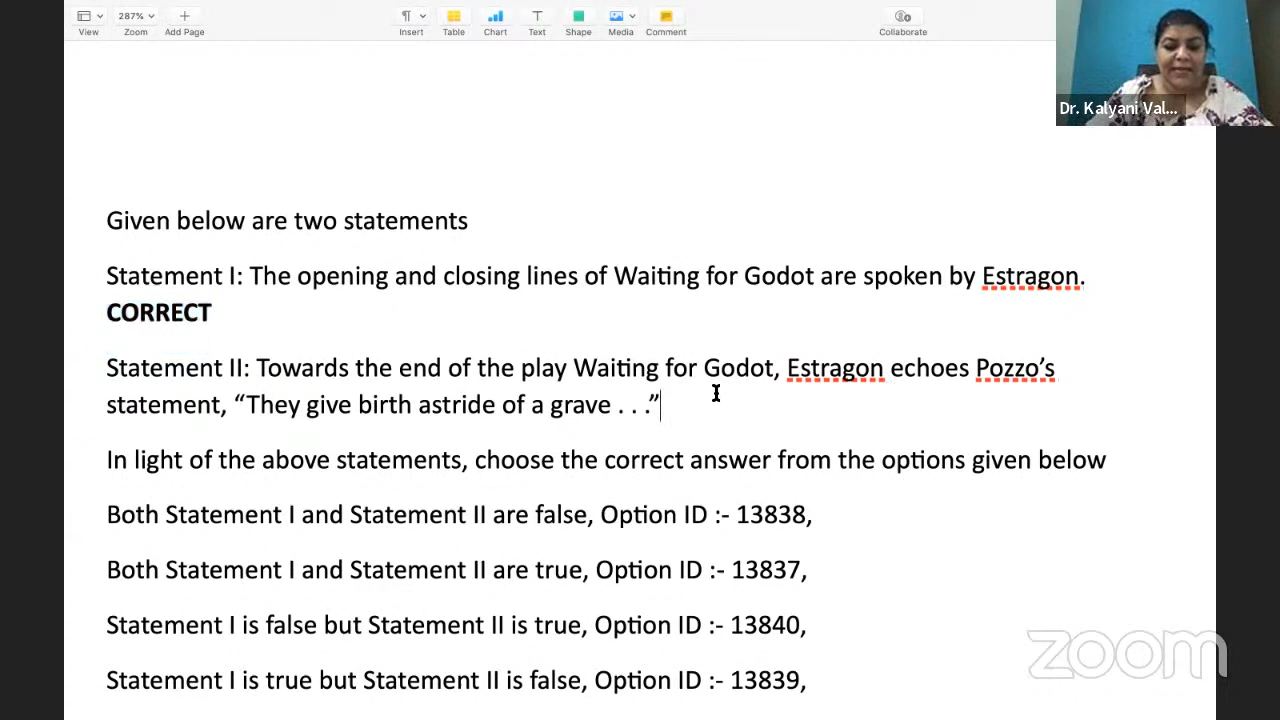 287%
View
Zoom
Add Page
Insert
Table
Chart
Text
Shape
Media
Comment
Collaborate
Dr. Kalyani Val...
Given below are two statements
Statement I: The opening and closing lines of Waiting for Godot are spoken by Estragon.
CORRECT
Statement II: Towards the end of the play Waiting for Godot, Estragon echoes Pozzo’s
statement, “They give birth astride of a grave . . .”
In light of the above statements, choose the correct answer from the options given below
Both Statement I and Statement II are false, Option ID :- 13838,
Both Statement I and Statement II are true, Option ID :- 13837,
Statement I is false but Statement II is true, Option ID :- 13840,
Statement I is true but Statement II is false, Option ID :- 13839,
zoom